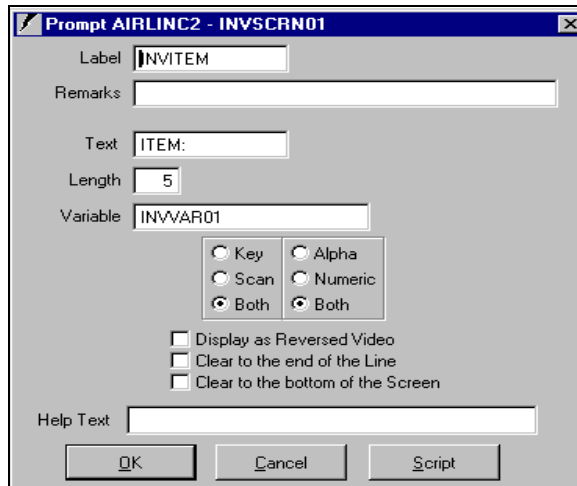 Prompt AIRLINC2 - INVSCRN01
Label INVITEM
Remarks
Text ITEM:
Length 5
Variable INVVAR01
Key Alpha
Scan Numeric
Both Both
Display as Reversed Video
Clear to the end of the Line
Clear to the bottom of the Screen
Help Text
OK Cancel Script